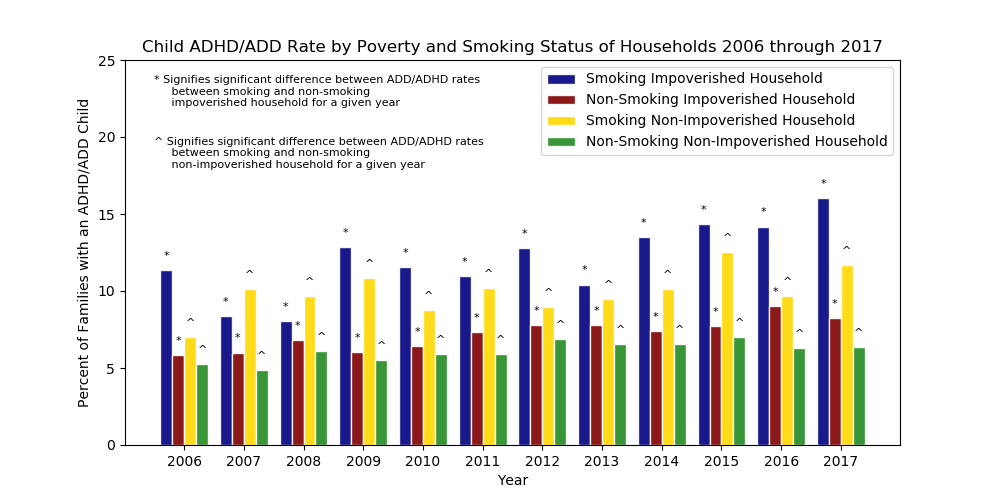 Child ADHD/ADD Rate by Poverty and Smoking Status of Households 2006 through 2017
Percent of Families with an ADHD/ADD Child
25
20
15
10
5
0
* Signifies significant difference between ADD/ADHD rates
between smoking and non-smoking
impoverished household for a given year
^ Signifies significant difference between ADD/ADHD rates
between smoking and non-smoking
non-impoverished household for a given year
Smoking Impoverished Household
Non-Smoking Impoverished Household
Smoking Non-Impoverished Household
Non-Smoking Non-Impoverished Household
* * ^ ^ * * ^ ^ * * ^ ^ * * ^ ^ * * ^ ^ * * ^ ^ * * ^ ^ * * ^ ^ * * ^ ^ * * ^ ^ * * ^ ^ * * ^ ^
2006 2007 2008 2009 2010 2011 2012 2013 2014 2015 2016 2017
Year